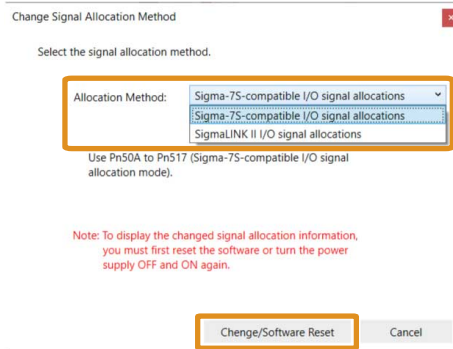 Change Signal Allocation Method
Select the signal allocation method.
Allocation Method:
Sigma-7S-compatible I/O signal allocations
Sigma-7S-compatible I/O signal allocations
SigmaLINK II I/O signal allocations
Use Pn50A to Pn517 (Sigma-7S-compatible I/O signal
allocation mode).
Note: To display the changed signal allocation information,
you must first reset the software or turn the power
supply OFF and ON again.
Chenge/Software Reset
Cancel